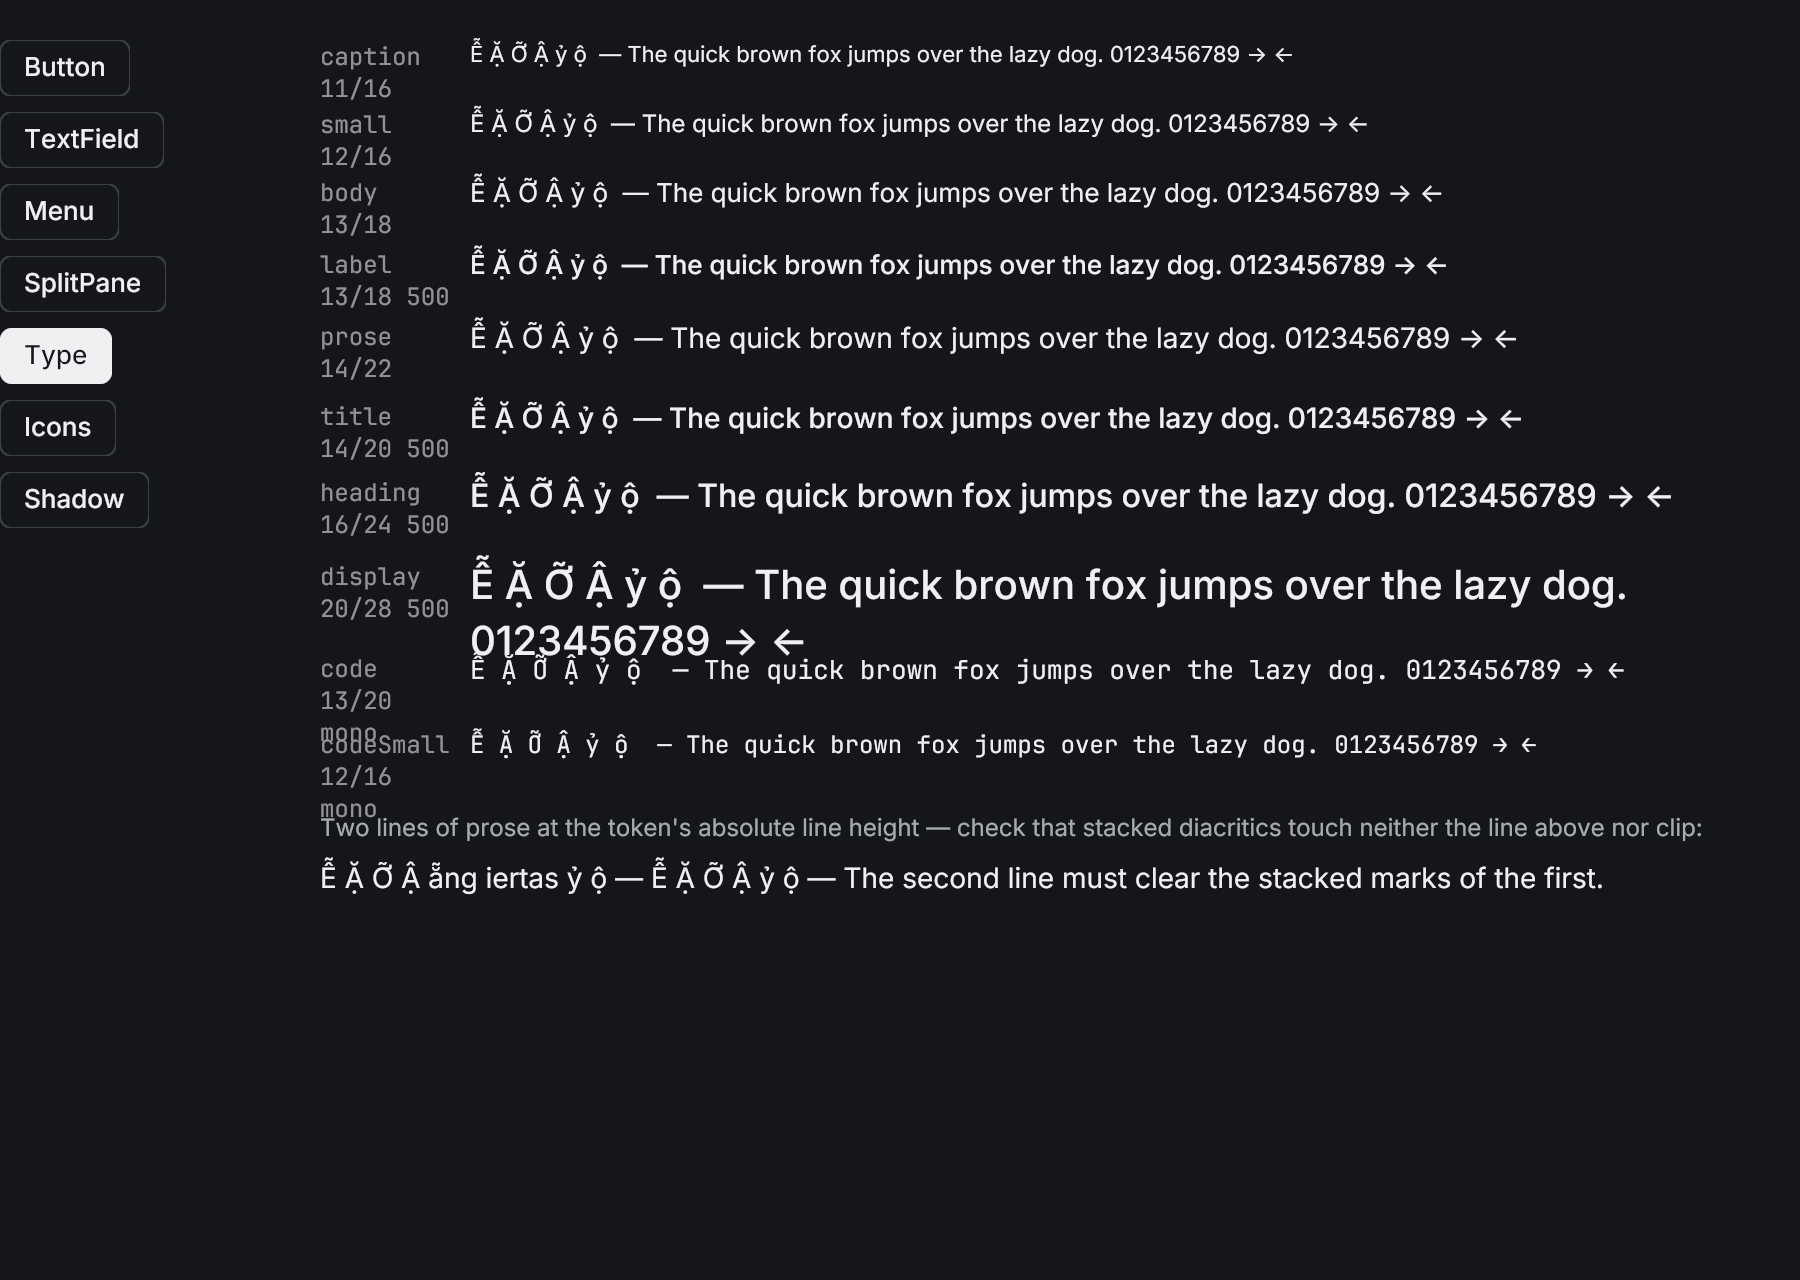 Button
TextField
Menu
SplitPane
Type
Icons
Shadow
caption
11/16
Ễ Ặ Ỡ Ậ ỷ ộ — The quick brown fox jumps over the lazy dog. 0123456789 → ←
small
12/16
Ễ Ặ Ỡ Ậ ỷ ộ — The quick brown fox jumps over the lazy dog. 0123456789 → ←
body
13/18
Ễ Ặ Ỡ Ậ ỷ ộ — The quick brown fox jumps over the lazy dog. 0123456789 → ←
label
13/18 500
Ễ Ặ Ỡ Ậ ỷ ộ — The quick brown fox jumps over the lazy dog. 0123456789 → ←
prose
14/22
Ễ Ặ Ỡ Ậ ỷ ộ — The quick brown fox jumps over the lazy dog. 0123456789 → ←
title
14/20 500
Ễ Ặ Ỡ Ậ ỷ ộ — The quick brown fox jumps over the lazy dog. 0123456789 → ←
heading
16/24 500
Ễ Ặ Ỡ Ậ ỷ ộ — The quick brown fox jumps over the lazy dog. 0123456789 → ←
display
20/28 500
Ễ Ặ Ỡ Ậ ỷ ộ — The quick brown fox jumps over the lazy dog.
0123456789 → ←
code
13/20
mono
Ễ Ặ Ỡ Ậ ỷ ộ — The quick brown fox jumps over the lazy dog. 0123456789 → ←
codeSmall
12/16
mono
Ễ Ặ Ỡ Ậ ỷ ộ — The quick brown fox jumps over the lazy dog. 0123456789 → ←
Two lines of prose at the token's absolute line height — check that stacked diacritics touch neither the line above nor clip:
Ễ Ặ Ỡ Ậ ẵng iertas ỷ ộ — Ễ Ặ Ỡ Ậ ỷ ộ — The second line must clear the stacked marks of the first.